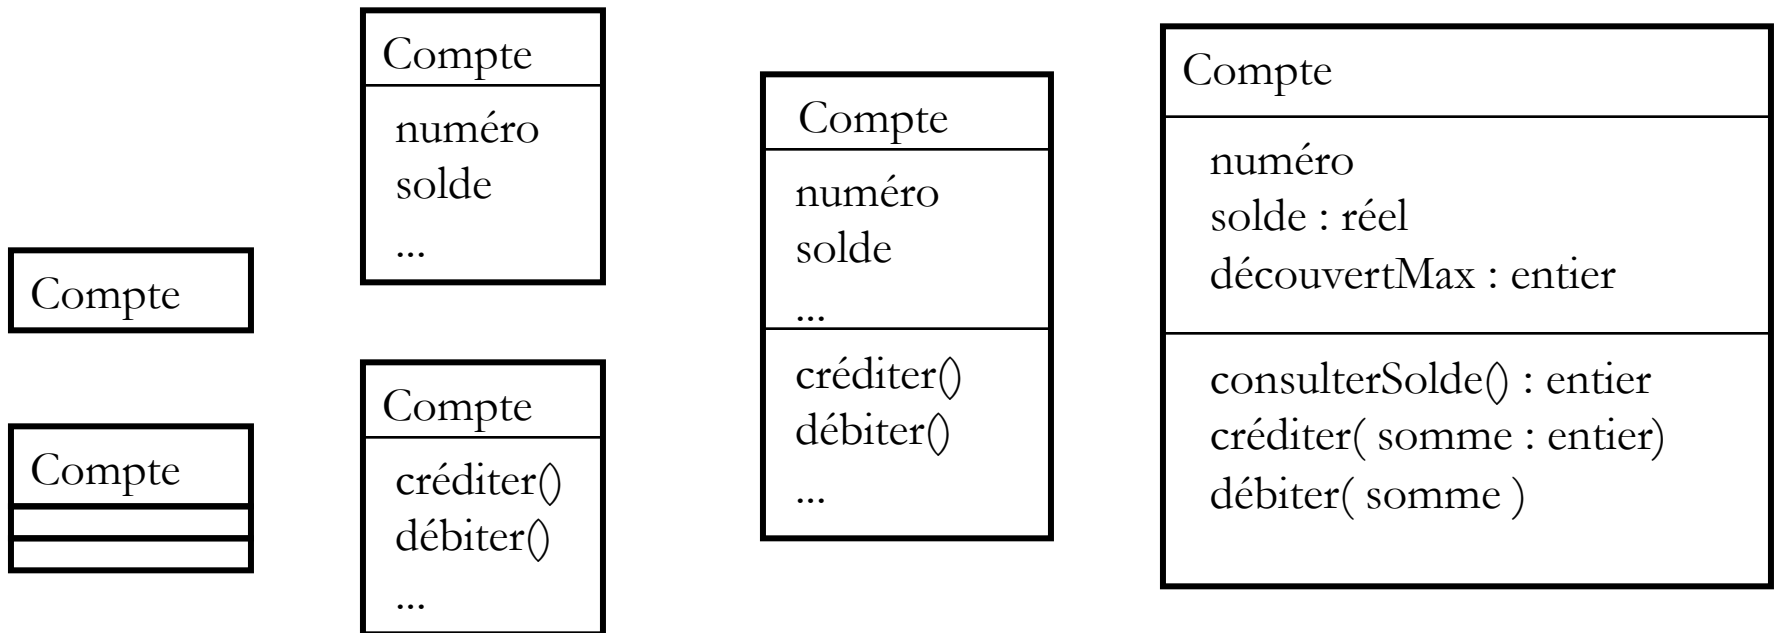 Compte
Compte
Compte
numéro
solde
...
Compte
créditer()
débiter()
...
Compte
numéro
solde
...
créditer()
débiter()
...
Compte
numéro
solde : réel
découvertMax : entier
consulterSolde() : entier
créditer( somme : entier)
débiter( somme )